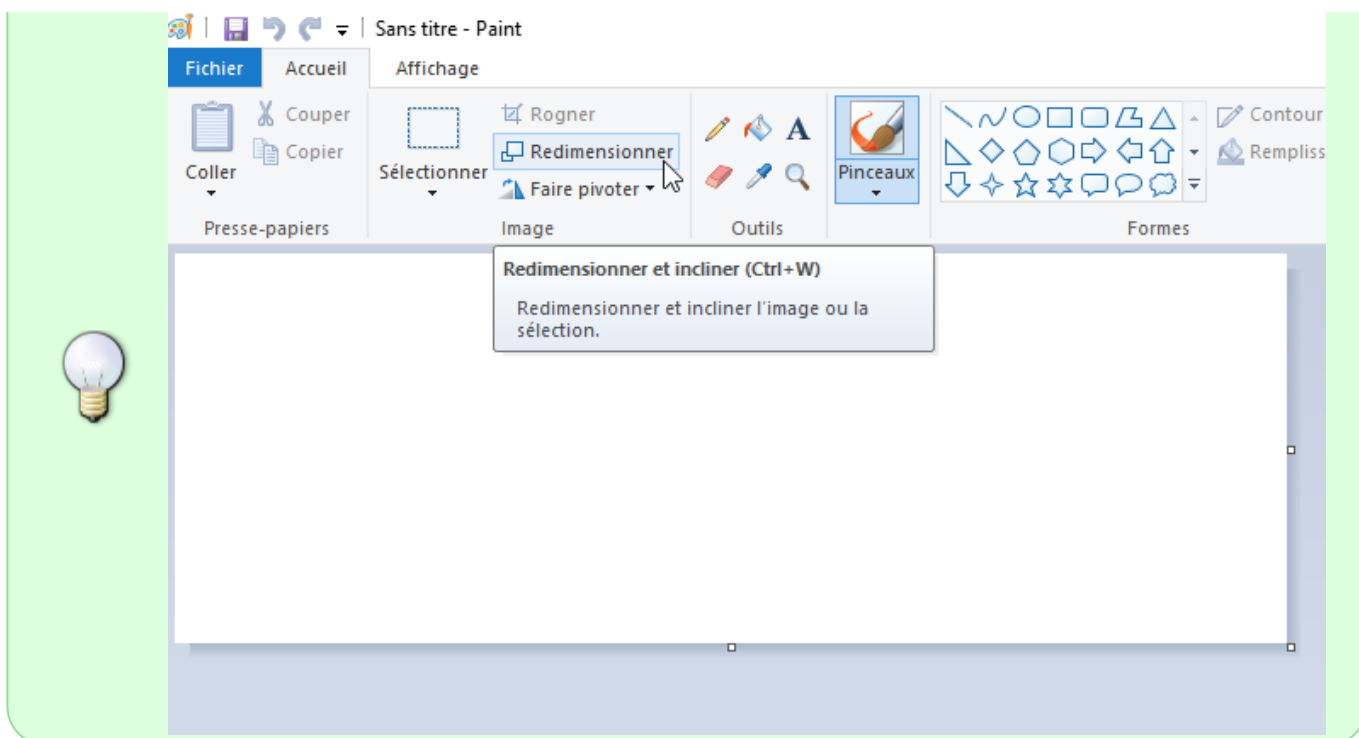 Sans titre - Paint
Fichier Accueil Affichage
Coller
Couper
Copier
Presse-papiers
Sélectionner
Rogner
Redimensionner
Faire pivoter
Image
A
Outils
Pinceaux
Contour
Rempliss
Formes
Redimensionner et incliner (Ctrl+W)
Redimensionner et incliner l'image ou la
sélection.